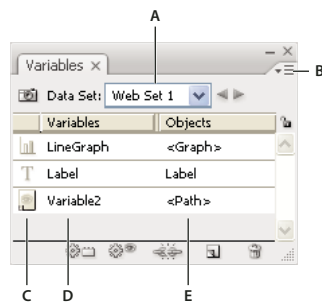 A
Variables ×
B
Data Set: Web Set 1
Variables Objects
LineGraph <Graph>
T Label Label
Variable2 <Path>
C D E